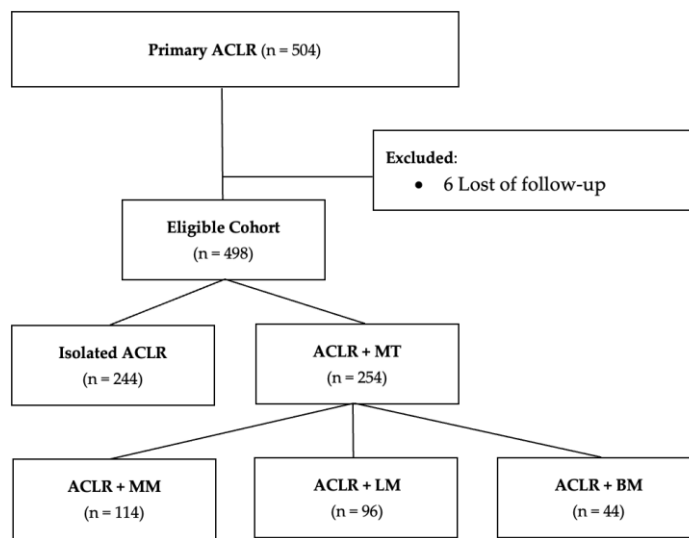 Primary ACLR (n = 504)
Excluded:
• 6 Lost of follow-up
Eligible Cohort
(n = 498)
Isolated ACLR
(n = 244)
ACLR + MT
(n = 254)
ACLR + MM
(n = 114)
ACLR + LM
(n = 96)
ACLR + BM
(n = 44)